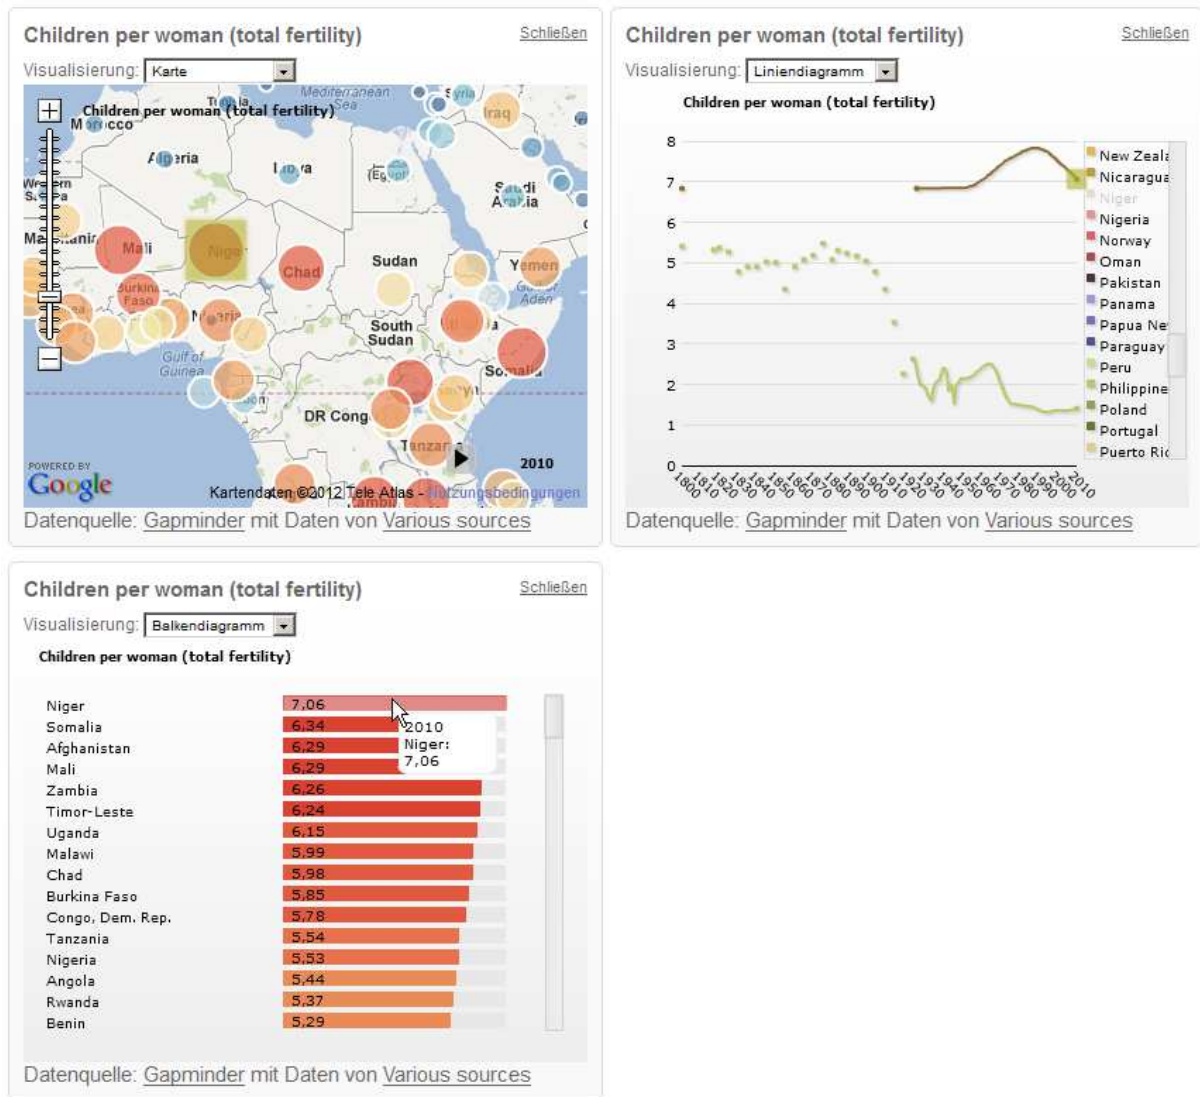 Children per woman (total fertility)
Schließen
Visualisierung: Karte
Children per woman (total fertility)
Mediterranean
Sea
Syria
Iraq
Morocco
Algeria
Saudi
Arabia
Mali
Niger
Chad
Sudan
Yemen
Gulf of
Aden
Burkina
Faso
South
Sudan
Gulf of
Guinea
Somalia
DR Cong
2010
POWERED BY
Google
Kartendaten ©2012 Tele Atlas - Nutzungsbedingungen
Datenquelle: Gapminder mit Daten von Various sources
Children per woman (total fertility)
Schließen
Visualisierung: Liniendiagramm
Children per woman (total fertility)
8
7
6
5
4
3
2
1
0
1800 1810 1820 1830 1840 1850 1860 1870 1880 1890 1900 1910 1920 1930 1940 1950 1960 1970 1980 1990 2000 2010
New Zeala
Nicaragua
Niger
Nigeria
Norway
Oman
Pakistan
Panama
Papua Ne
Paraguay
Peru
Philippine
Poland
Portugal
Puerto Ric
Datenquelle: Gapminder mit Daten von Various sources
Children per woman (total fertility)
Schließen
Visualisierung: Balkendiagramm
Children per woman (total fertility)
Niger 7,06
Somalia 6,34
Afghanistan 6,29
Mali 6,29
Zambia 6,26
Timor-Leste 6,24
Uganda 6,15
Malawi 5,99
Chad 5,98
Burkina Faso 5,85
Congo, Dem. Rep. 5,78
Tanzania 5,54
Nigeria 5,53
Angola 5,44
Rwanda 5,37
Benin 5,29
2010
Niger:
7,06
Datenquelle: Gapminder mit Daten von Various sources